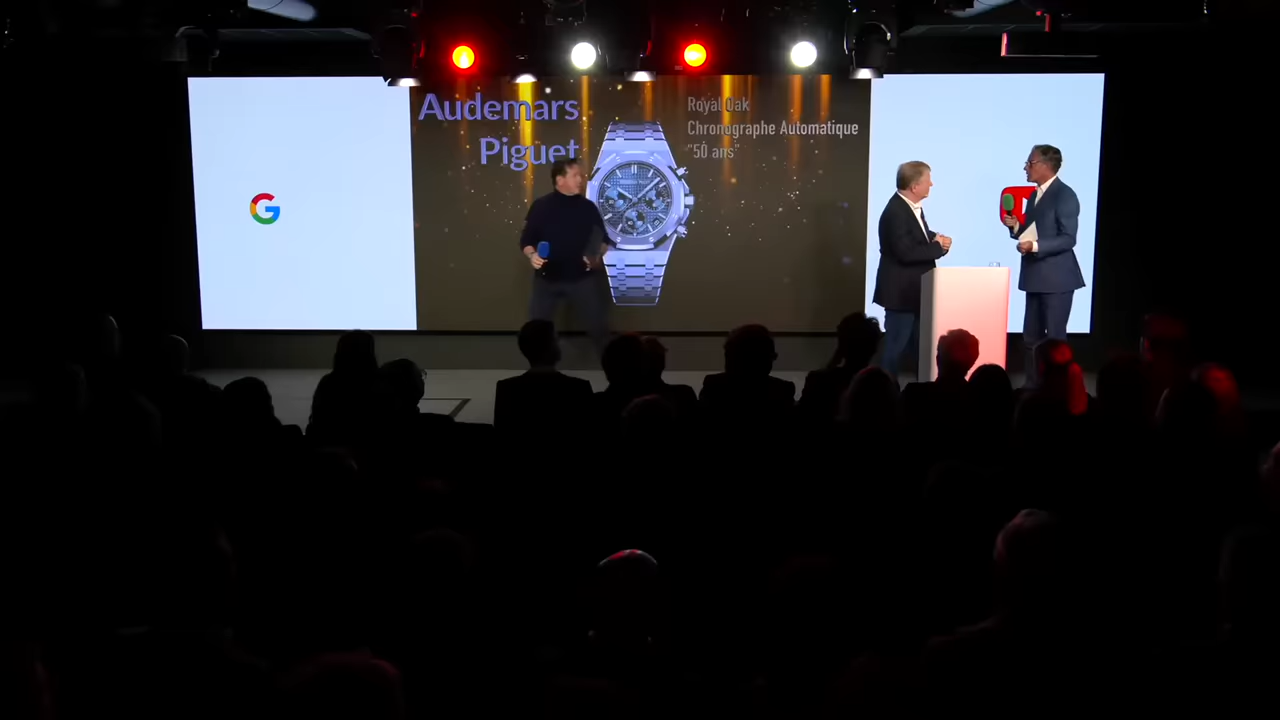 G
Audemars
Piguet
Royal Oak
Chronographe Automatique
"50 ans"